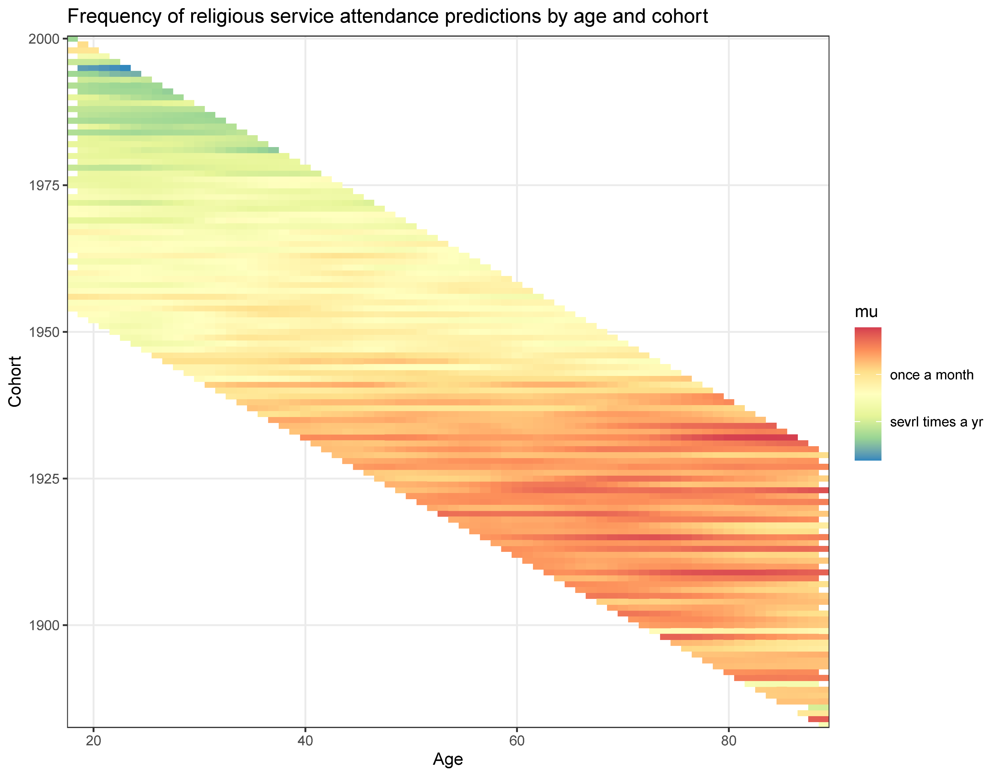 Frequency of religious service attendance predictions by age and cohort
2000
1975
1950
1925
1900
Cohort
20
40
60
80
Age
mu
once a month
sevrl times a yr